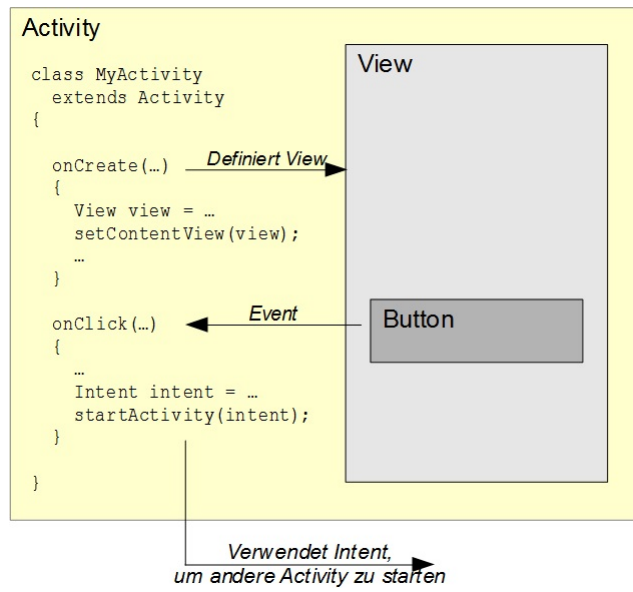 Activity
class MyActivity
extends Activity
{
onCreate(…)
{
View view = …
setContentView(view);
…
}
onClick(…)
{
…
Intent intent = …
startActivity(intent);
}
}
Definiert View
View
Event
Button
Verwendet Intent,
um andere Activity zu starten